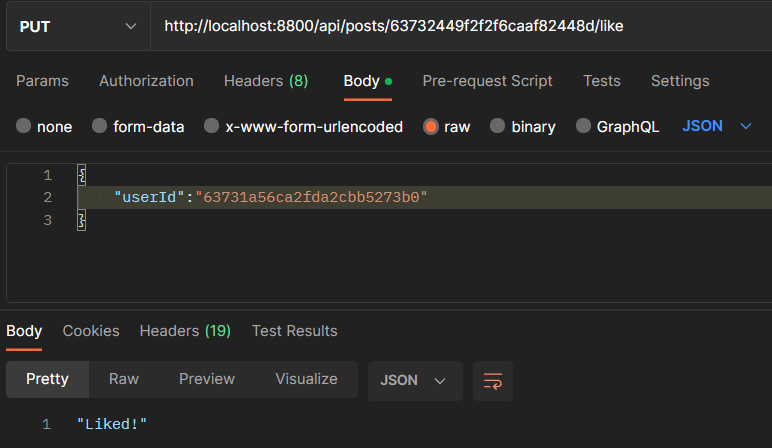 PUT http://localhost:8800/api/posts/63732449f2f2f6caaf82448d/like
Params Authorization Headers (8) Body Pre-request Script Tests Settings
none form-data x-www-form-urlencoded raw binary GraphQL JSON
1 {
2 "userId":"63731a56ca2fda2cbb5273b0"
3 }
Body Cookies Headers (19) Test Results
Pretty Raw Preview Visualize JSON
1 "Liked!"